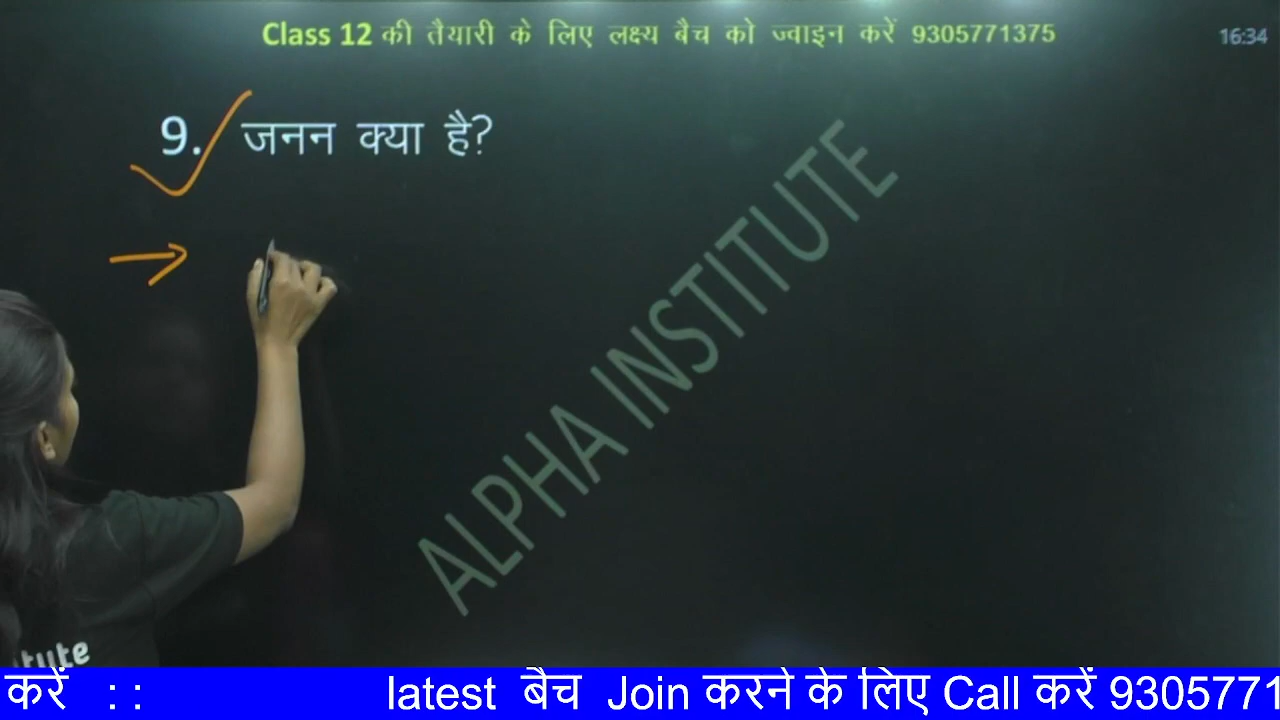 Class 12 की तैयारी के लिए लक्ष्य बैच को ज्वाइन करें 9305771375
16:34
9. जनन क्या है?
ALPHA INSTITUTE
tute
करें : : latest बैच Join करने के लिए Call करें 9305771